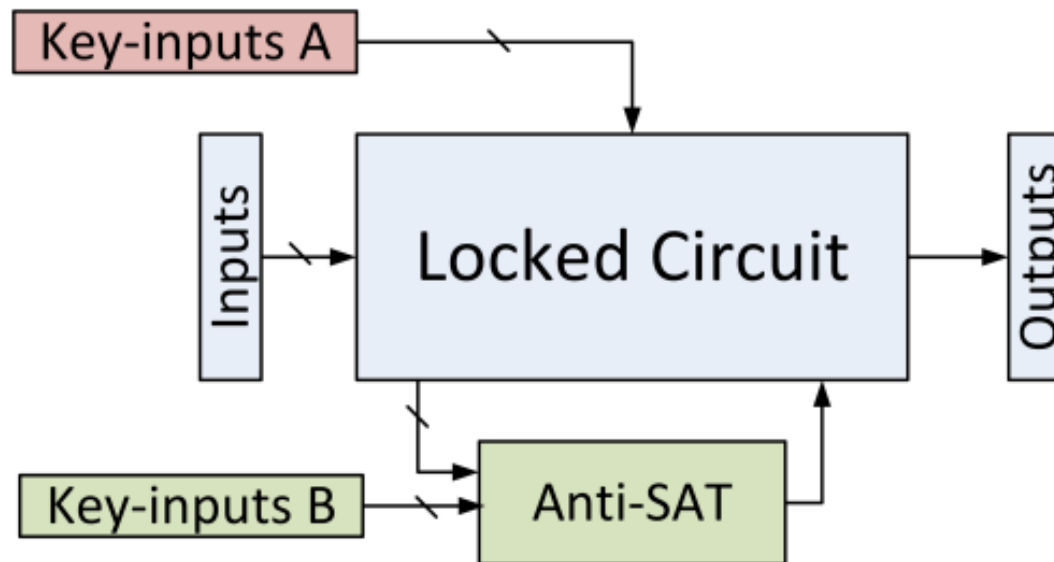 Key-inputs A
Inputs
Locked Circuit
Outputs
Key-inputs B
Anti-SAT